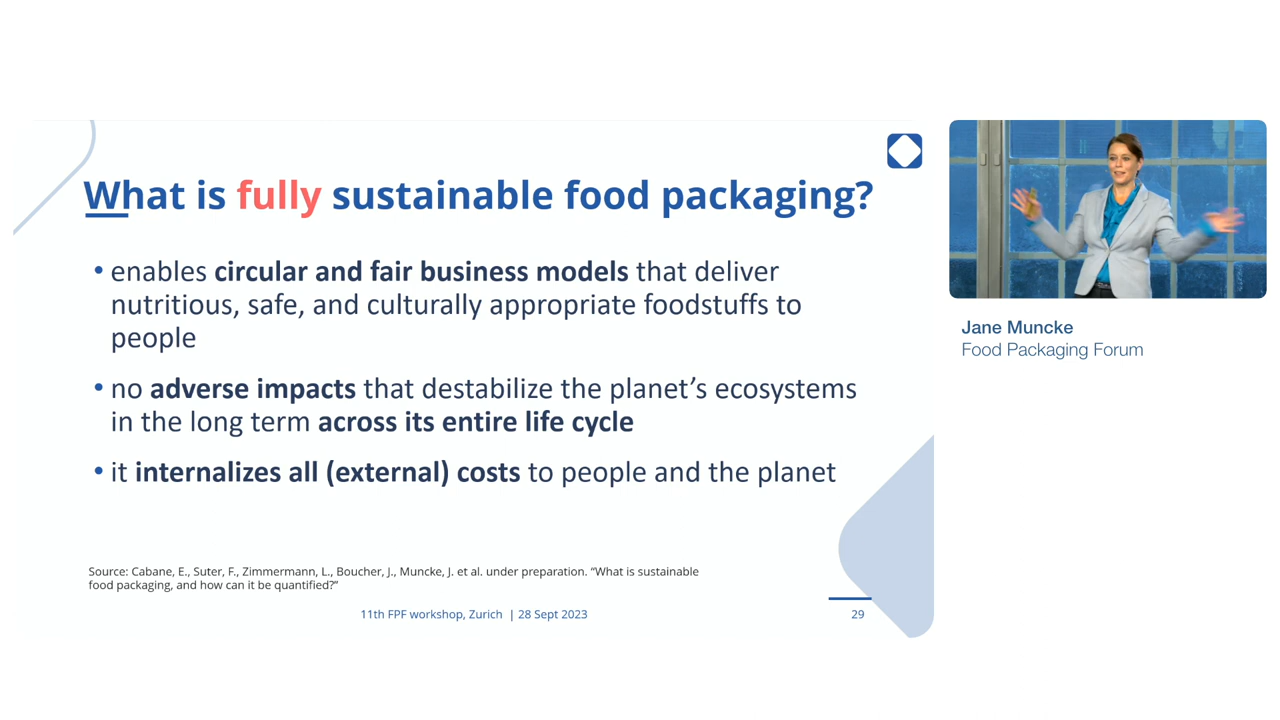 What is fully sustainable food packaging?
• enables circular and fair business models that deliver
nutritious, safe, and culturally appropriate foodstuffs to
people
• no adverse impacts that destabilize the planet’s ecosystems
in the long term across its entire life cycle
• it internalizes all (external) costs to people and the planet
Source: Cabane, E., Suter, F., Zimmermann, L., Boucher, J., Muncke, J. et al. under preparation. “What is sustainable
food packaging, and how can it be quantified?”
11th FPF workshop, Zurich | 28 Sept 2023
29
Jane Muncke
Food Packaging Forum